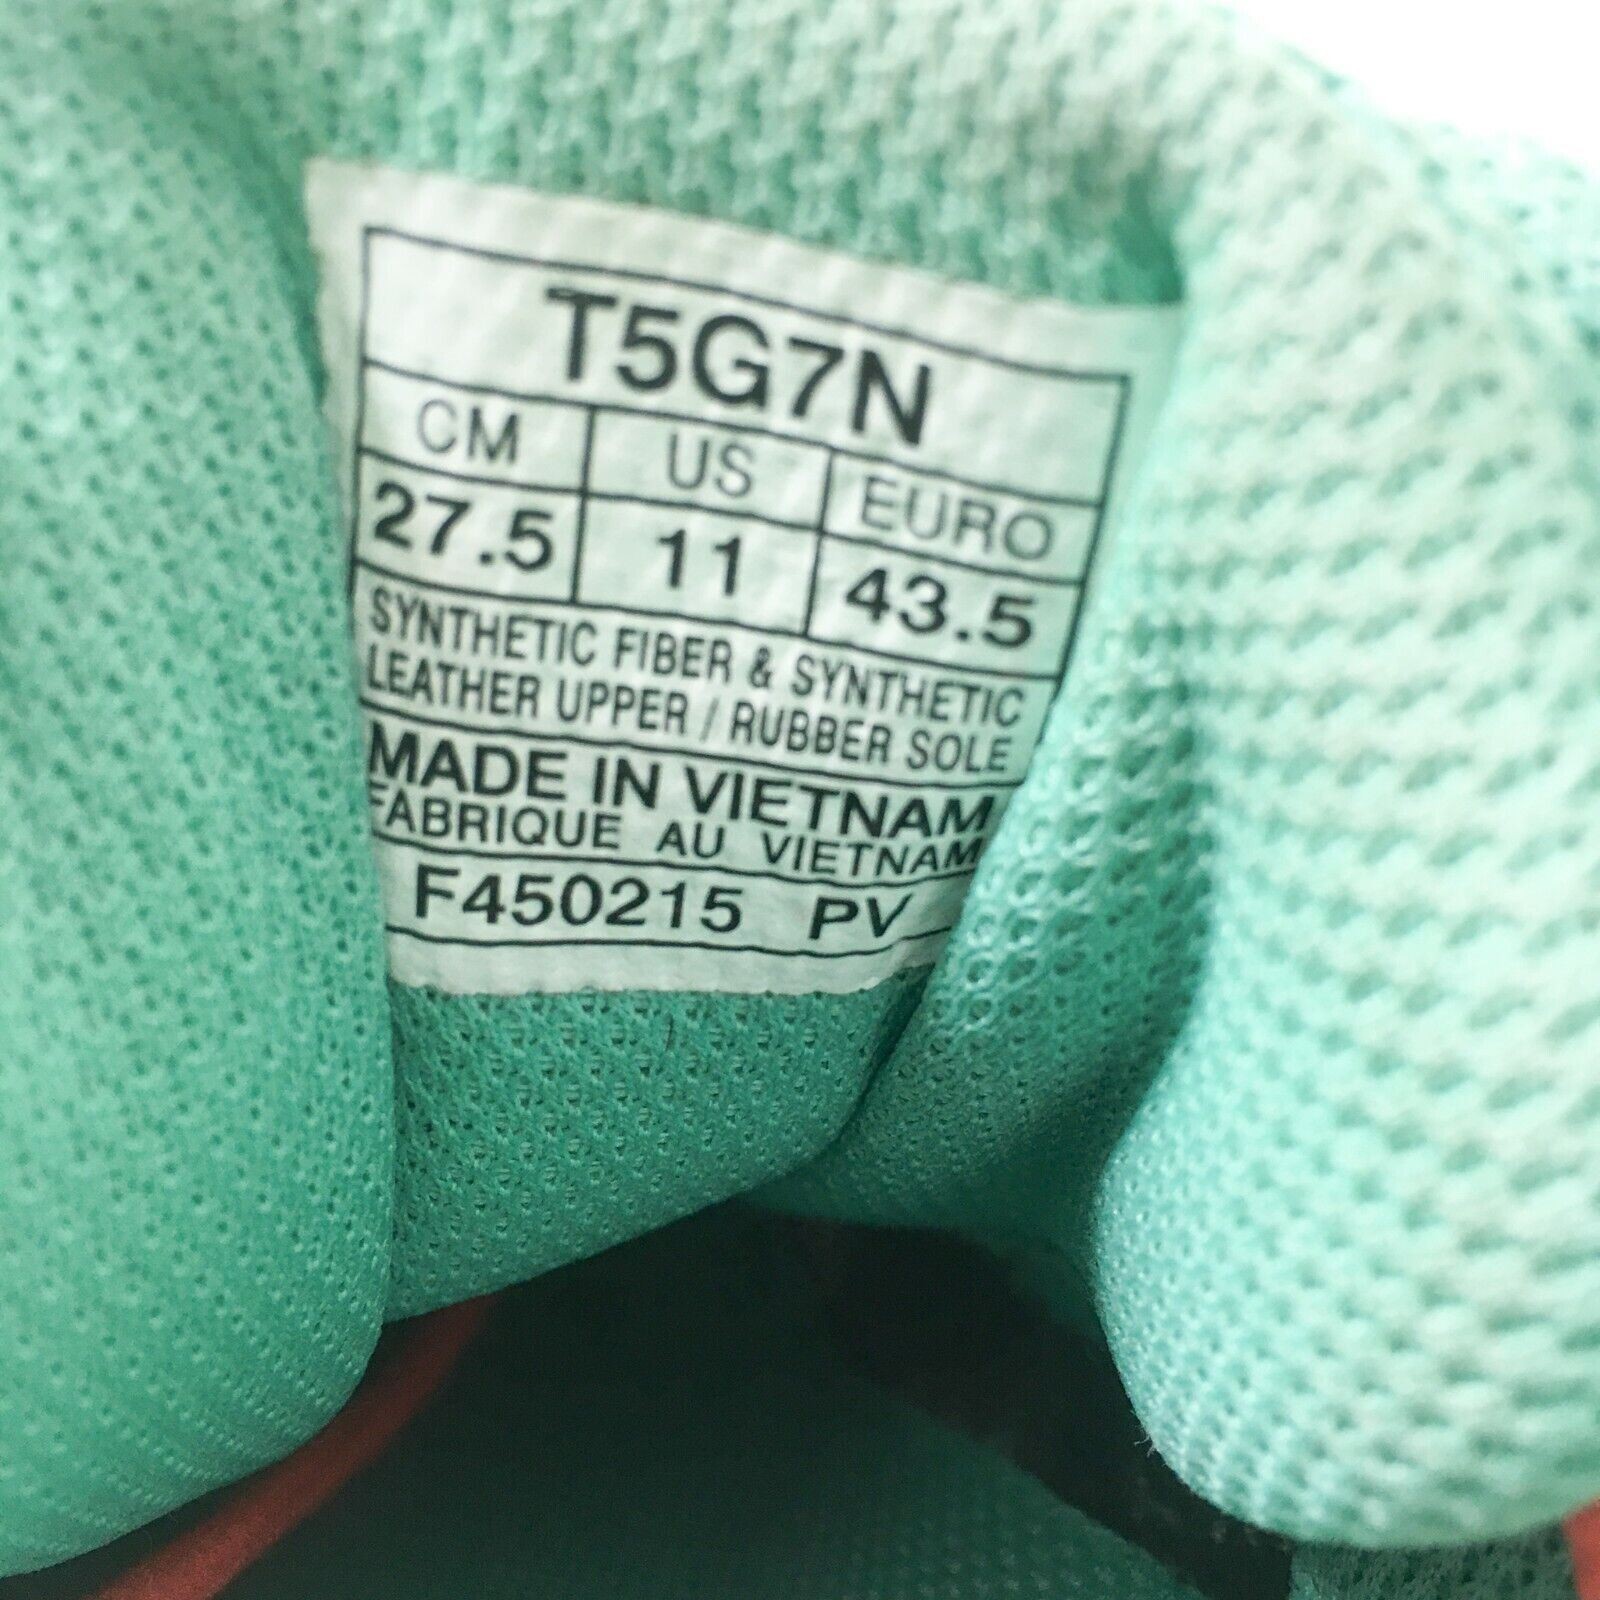 T5G7N
CM US EURO
27.5 11 43.5
SYNTHETIC FIBER & SYNTHETIC
LEATHER UPPER / RUBBER SOLE
MADE IN VIETNAM
FABRIQUE AU VIETNAM
F450215 PV